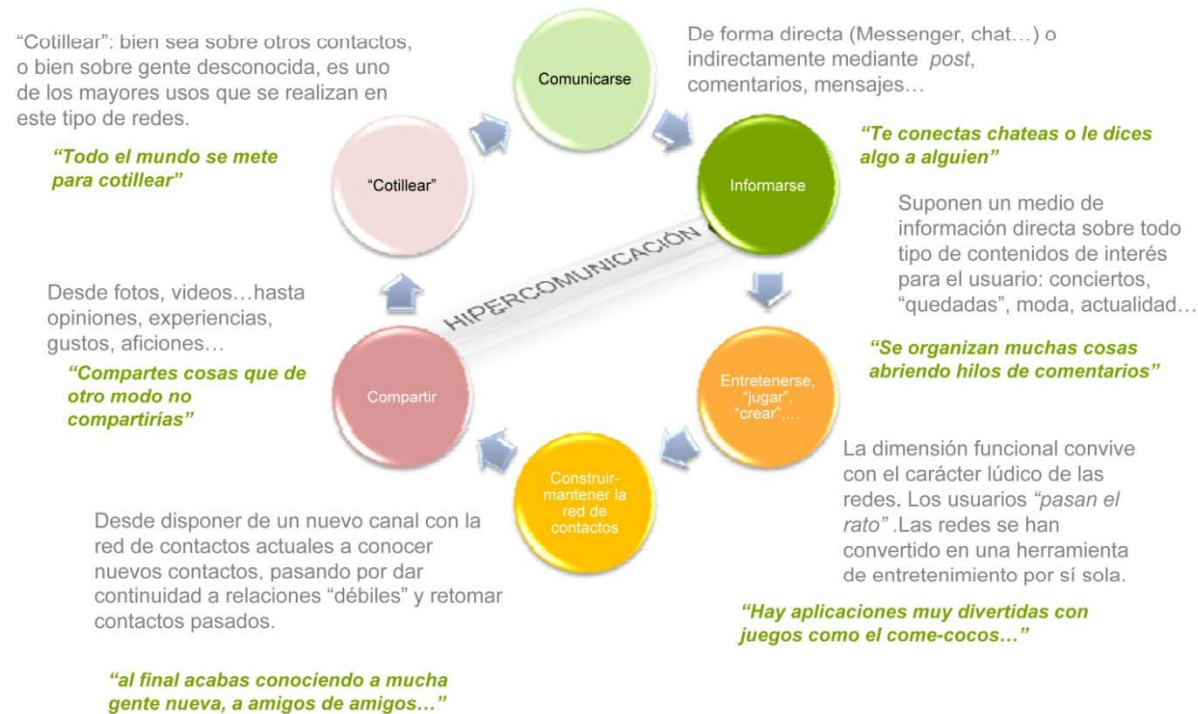 “Cotillear”: bien sea sobre otros contactos,
o bien sobre gente desconocida, es uno
de los mayores usos que se realizan en
este tipo de redes.
“Todo el mundo se mete
para cotillear”
Comunicarse
De forma directa (Messenger, chat…) o
indirectamente mediante post,
comentarios, mensajes…
“Te conectas chateas o le dices
algo a alguien”
“Cotillear”
Informarse
Suponen un medio de
información directa sobre todo
tipo de contenidos de interés
para el usuario: conciertos,
“quedadas”, moda, actualidad…
“Se organizan muchas cosas
abriendo hilos de comentarios”
HIPERCOMUNICACIÓN
Desde fotos, videos…hasta
opiniones, experiencias,
gustos, aficiones…
“Compartes cosas que de
otro modo no
compartirías”
Compartir
Entretenerse,
“jugar”,
“crear”,…
La dimensión funcional convive
con el carácter lúdico de las
redes. Los usuarios “pasan el
rato” .Las redes se han
convertido en una herramienta
de entretenimiento por sí sola.
“Hay aplicaciones muy divertidas con
juegos como el come-cocos…”
Construir-
mantener la
red de
contactos
Desde disponer de un nuevo canal con la
red de contactos actuales a conocer
nuevos contactos, pasando por dar
continuidad a relaciones “débiles” y retomar
contactos pasados.
“al final acabas conociendo a mucha
gente nueva, a amigos de amigos…”